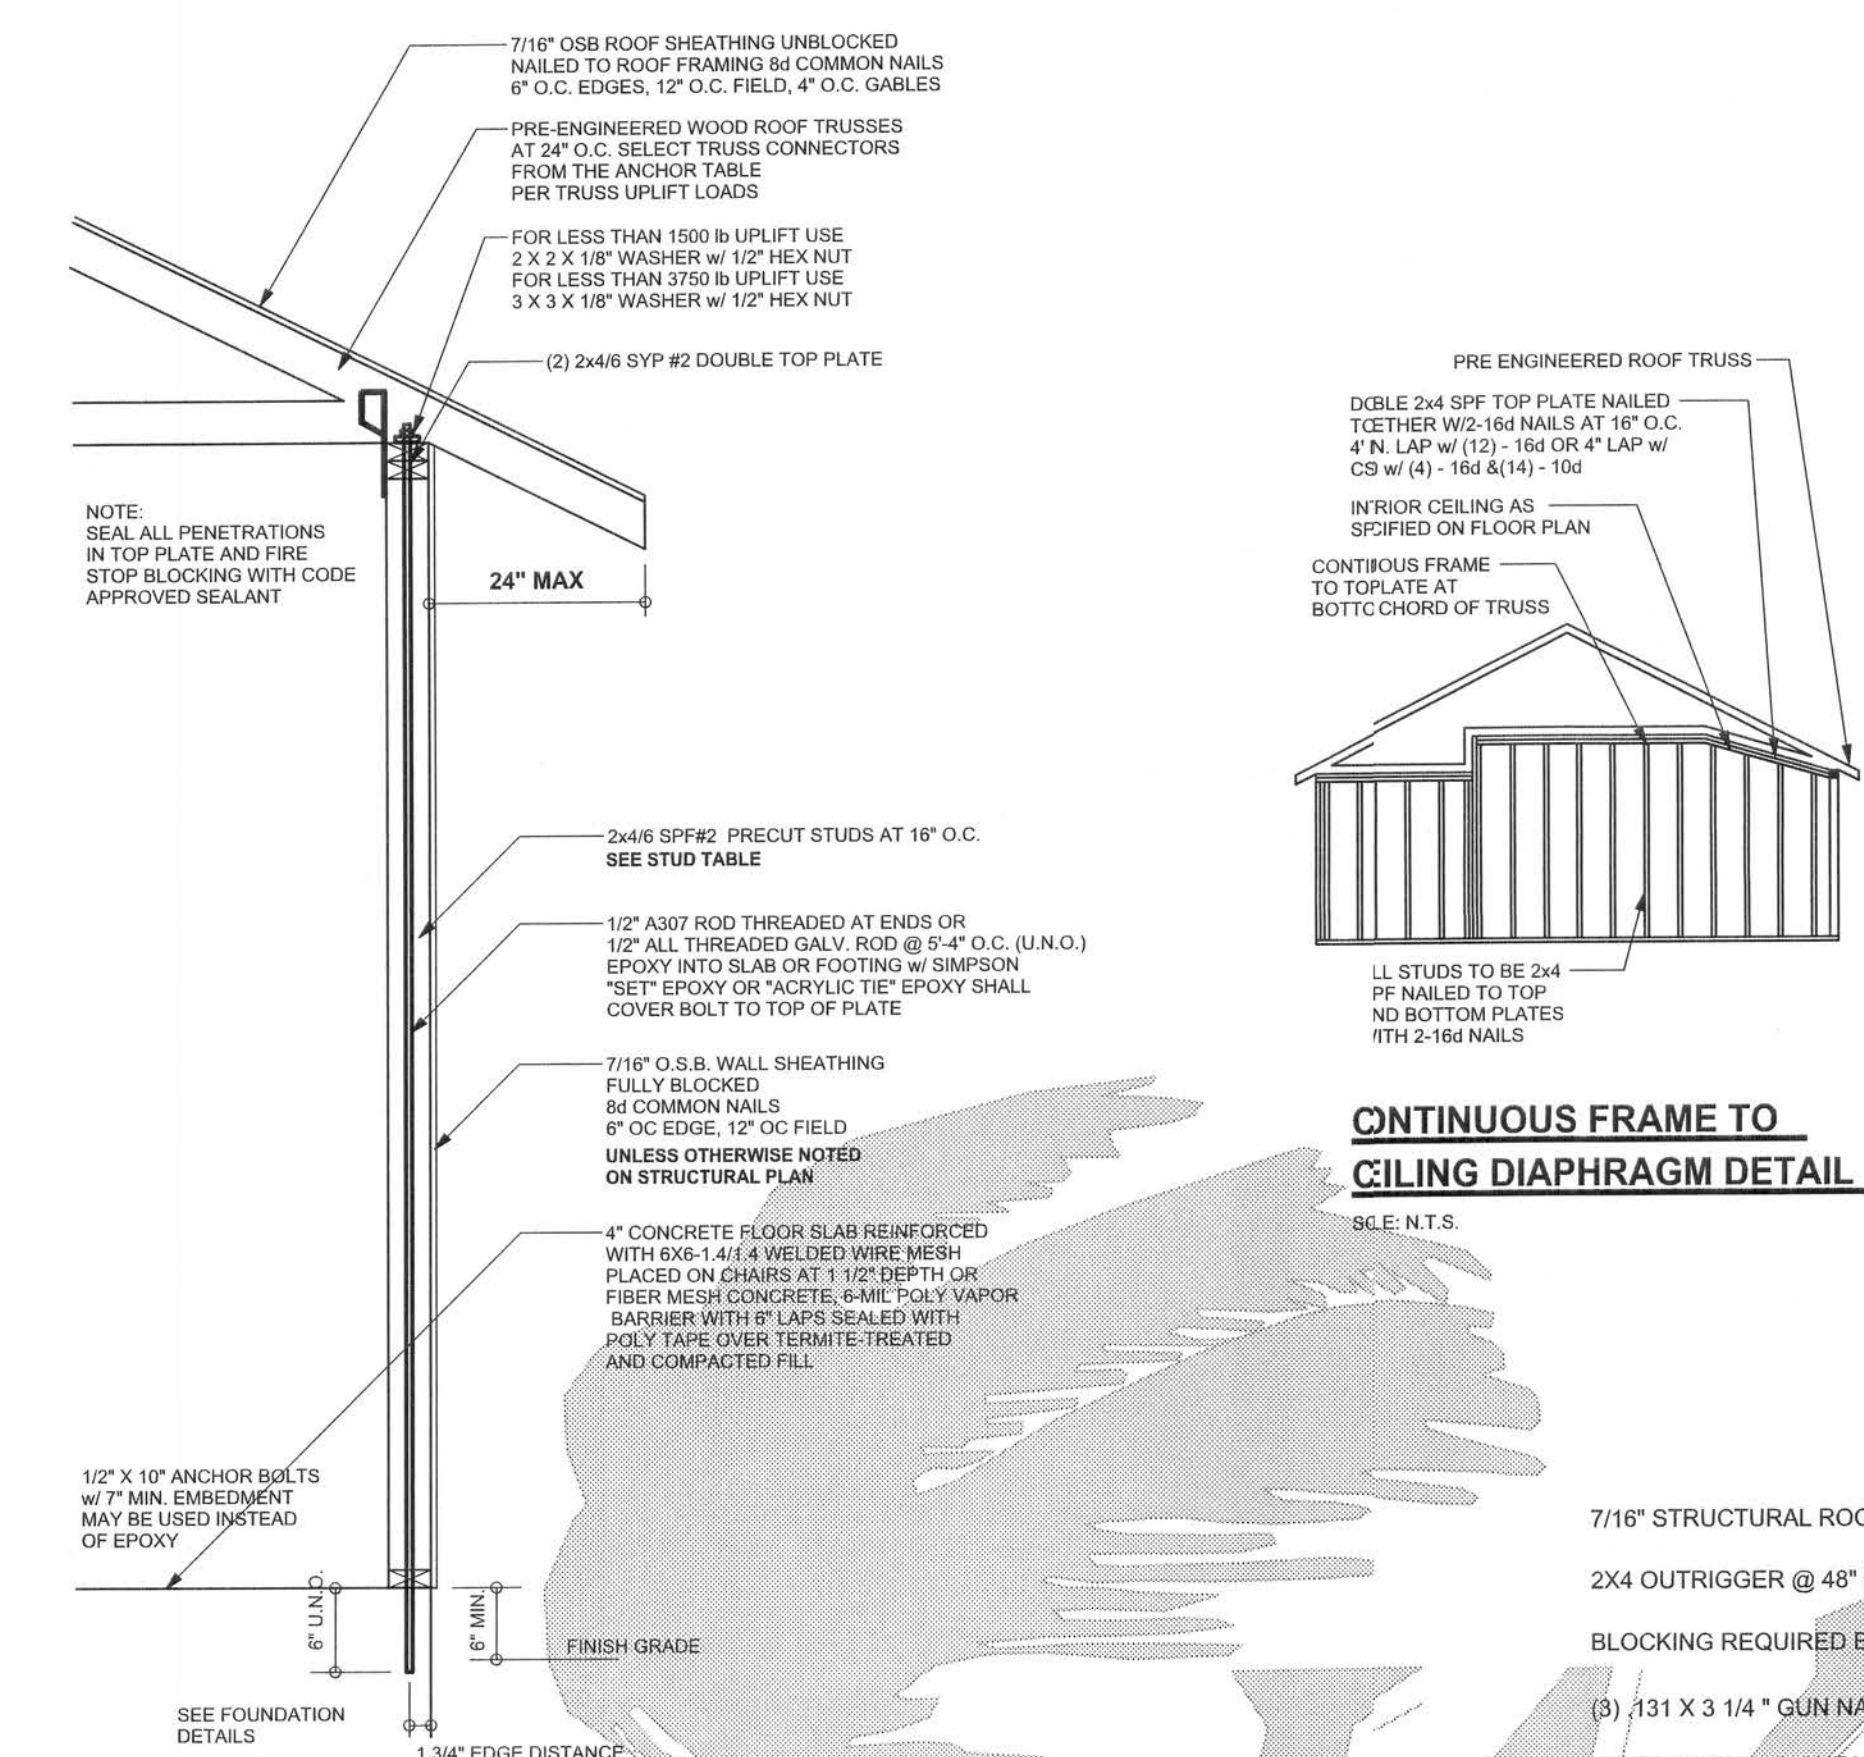 7/16" OSB ROOF SHEATHING UNBLOCKED
NAILED TO ROOF FRAMING 8d COMMON NAILS
6" O.C. EDGES, 12" O.C. FIELD, 4" O.C. GABLES
PRE-ENGINEERED WOOD ROOF TRUSSES
AT 24" O.C. SELECT TRUSS CONNECTORS
FROM THE ANCHOR TABLE
PER TRUSS UPLIFT LOADS
FOR LESS THAN 1500 lb UPLIFT USE
2 X 2 X 1/8" WASHER w/ 1/2" HEX NUT
FOR LESS THAN 3750 lb UPLIFT USE
3 X 3 X 1/8" WASHER w/ 1/2" HEX NUT
(2) 2x4/6 SYP #2 DOUBLE TOP PLATE
NOTE:
SEAL ALL PENETRATIONS
IN TOP PLATE AND FIRE
STOP BLOCKING WITH CODE
APPROVED SEALANT
24" MAX
2x4/6 SPF#2 PRECUT STUDS AT 16" O.C.
SEE STUD TABLE
1/2" A307 ROD THREADED AT ENDS OR
1/2" ALL THREADED GALV. ROD @ 5'-4" O.C. (U.N.O.)
EPOXY INTO SLAB OR FOOTING w/ SIMPSON
"SET" EPOXY OR "ACRYLIC TIE" EPOXY SHALL
COVER BOLT TO TOP OF PLATE
7/16" O.S.B. WALL SHEATHING
FULLY BLOCKED
8d COMMON NAILS
6" OC EDGE, 12" OC FIELD
UNLESS OTHERWISE NOTED
ON STRUCTURAL PLAN
4" CONCRETE FLOOR SLAB REINFORCED
WITH 6X6-1.4/1.4 WELDED WIRE MESH
PLACED ON CHAIRS AT 1 1/2" DEPTH OR
FIBER MESH CONCRETE, 6-MIL POLY VAPOR
BARRIER WITH 6" LAPS SEALED WITH
POLY TAPE OVER TERMITE-TREATED
AND COMPACTED FILL
1/2" X 10" ANCHOR BOLTS
w/ 7" MIN. EMBEDMENT
MAY BE USED INSTEAD
OF EPOXY
6" U.N.O.
6" MIN.
FINISH GRADE
SEE FOUNDATION
DETAILS
1 3/4" EDGE DISTANCE
PRE ENGINEERED ROOF TRUSS
2x4 SPF TOP PLATE NAILED
W/2-16d NAILS AT 16" O.C.
LAP w/ (12) - 16d OR 4" LAP w/
w/ (4) - 16d &(14) - 10d
CEILING AS
ON FLOOR PLAN
FRAME
TO AT
CHORD OF TRUSS
LL STUDS TO BE 2x4
PF NAILED TO TOP
ND BOTTOM PLATES
ITH 2-16d NAILS
FRAME TO
DIAPHRAGM DETAIL
N.T.S.
7/16" STRUCTURAL ROO
2X4 OUTRIGGER @ 48"
BLOCKING REQUIRED
(3) .131 X 3 1/4 " GUN NA